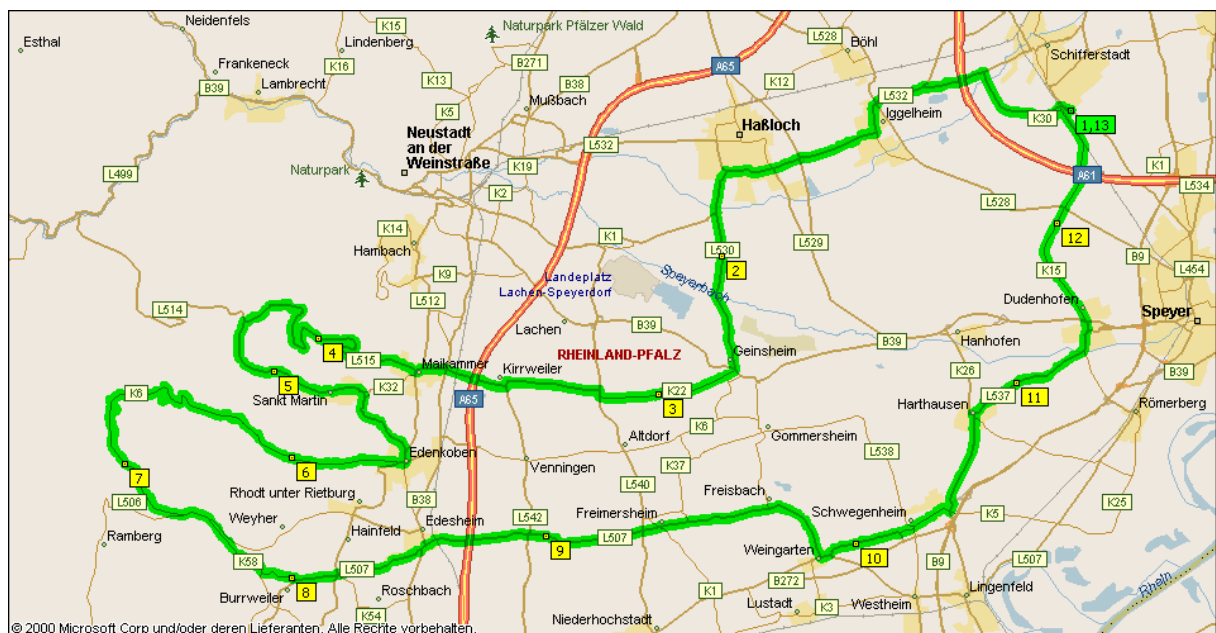 Neidenfels
K15
Naturpark Pfälzer Wald
L528
Böhl
Esthal
Lindenberg
Schifferstadt
Frankeneck
K16
B271
A65
K13
B38
K12
B39
Lambrecht
L532
Mußbach
Iggelheim
K5
K30
1,13
Haßloch
Neustadt
an der
Weinstraße
L532
K19
K1
L499
Naturpark
A61
L534
K2
L528
K14
K1
L529
12
Hambach
L530
B9
2
K9
Landeplatz
Lachen-Speyerdorf
Speyerbach
L454
K15
L512
Dudenhofen
L514
Speyer
Lachen
B39
Hanhofen
4
RHEINLAND-PFALZ
Geinsheim
B39
L515
Maikammer
Kirrweiler
K26
B39
5
K32
K22
L537
11
K6
Sankt Martin
A65
3
Harthausen
Römerberg
K6
Gommersheim
Altdorf
6
Edenkoben
Venningen
K37
L538
7
L540
Rhodt unter Rietburg
B38
Freisbach
L506
K25
Weyher
Edesheim
L542
Freimersheim
Schwegenheim
K5
Ramberg
Hainfeld
9
L507
Weingarten
10
K58
B9
L507
L507
8
B272
Rhein
Burrweiler
Roschbach
K1
Lingenfeld
K54
Lustadt
K3
Westheim
Niederhochstadt
© 2000 Microsoft Corp und/oder deren Lieferanten. Alle Rechte vorbehalten.